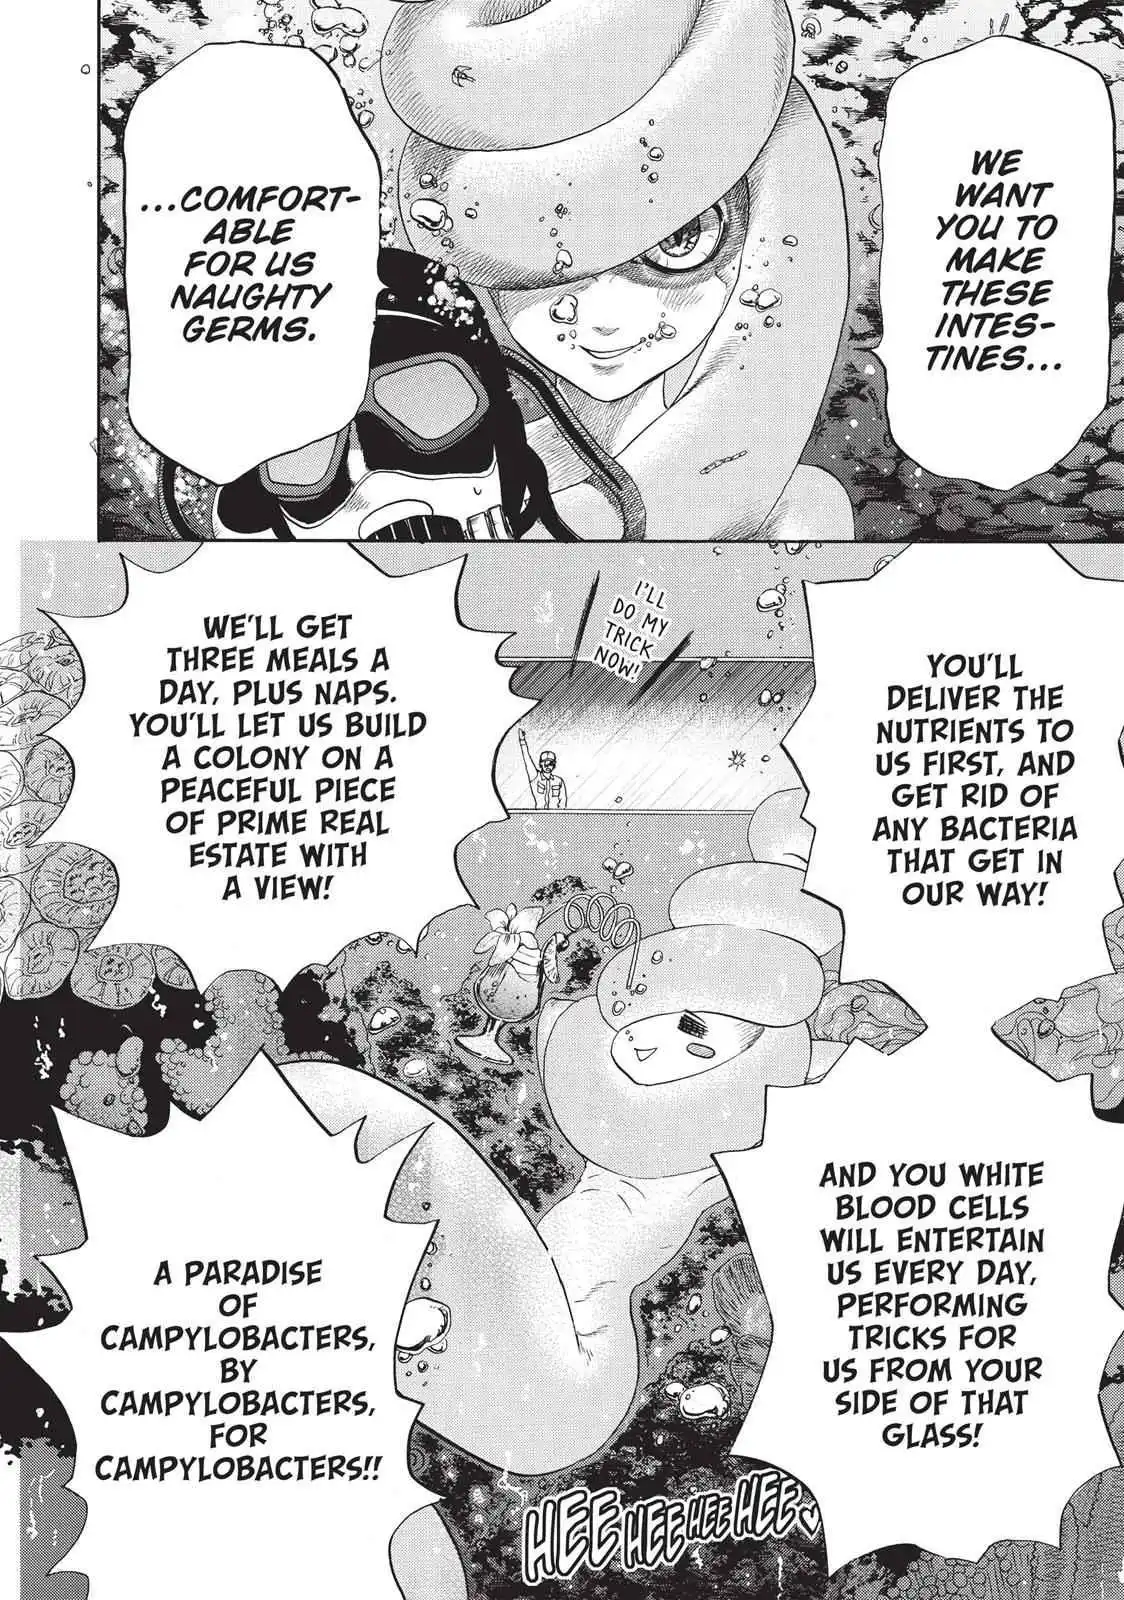 WE
WANT
YOU TO
MAKE
THESE
INTES-
TINES...
...COMFORT-
ABLE
FOR US
NAUGHTY
GERMS.
YOU'LL
DELIVER THE
NUTRIENTS TO
US FIRST, AND
GET RID OF
ANY BACTERIA
THAT GET IN
OUR WAY!
I'LL
DO MY
TRICK
NOW!
WE'LL GET
THREE MEALS A
DAY, PLUS NAPS.
YOU'LL LET US BUILD
A COLONY ON A
PEACEFUL PIECE
OF PRIME REAL
ESTATE WITH
A VIEW!
AND YOU WHITE
BLOOD CELLS
WILL ENTERTAIN
US EVERY DAY,
PERFORMING
TRICKS FOR
US FROM YOUR
SIDE OF THAT
GLASS!
A PARADISE
OF
CAMPYLOBACTERS,
BY
CAMPYLOBACTERS,
FOR
CAMPYLOBACTERS!!
HEE HEE HEE HEE ♥